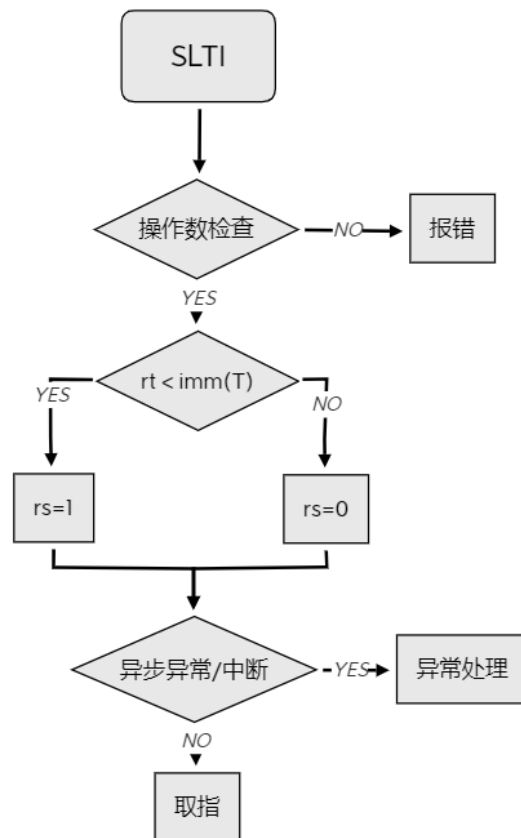 SLTI
操作数检查
NO
报错
YES
rt < imm(T)
YES
NO
rs=1
rs=0
异步异常/中断
YES
异常处理
NO
取指